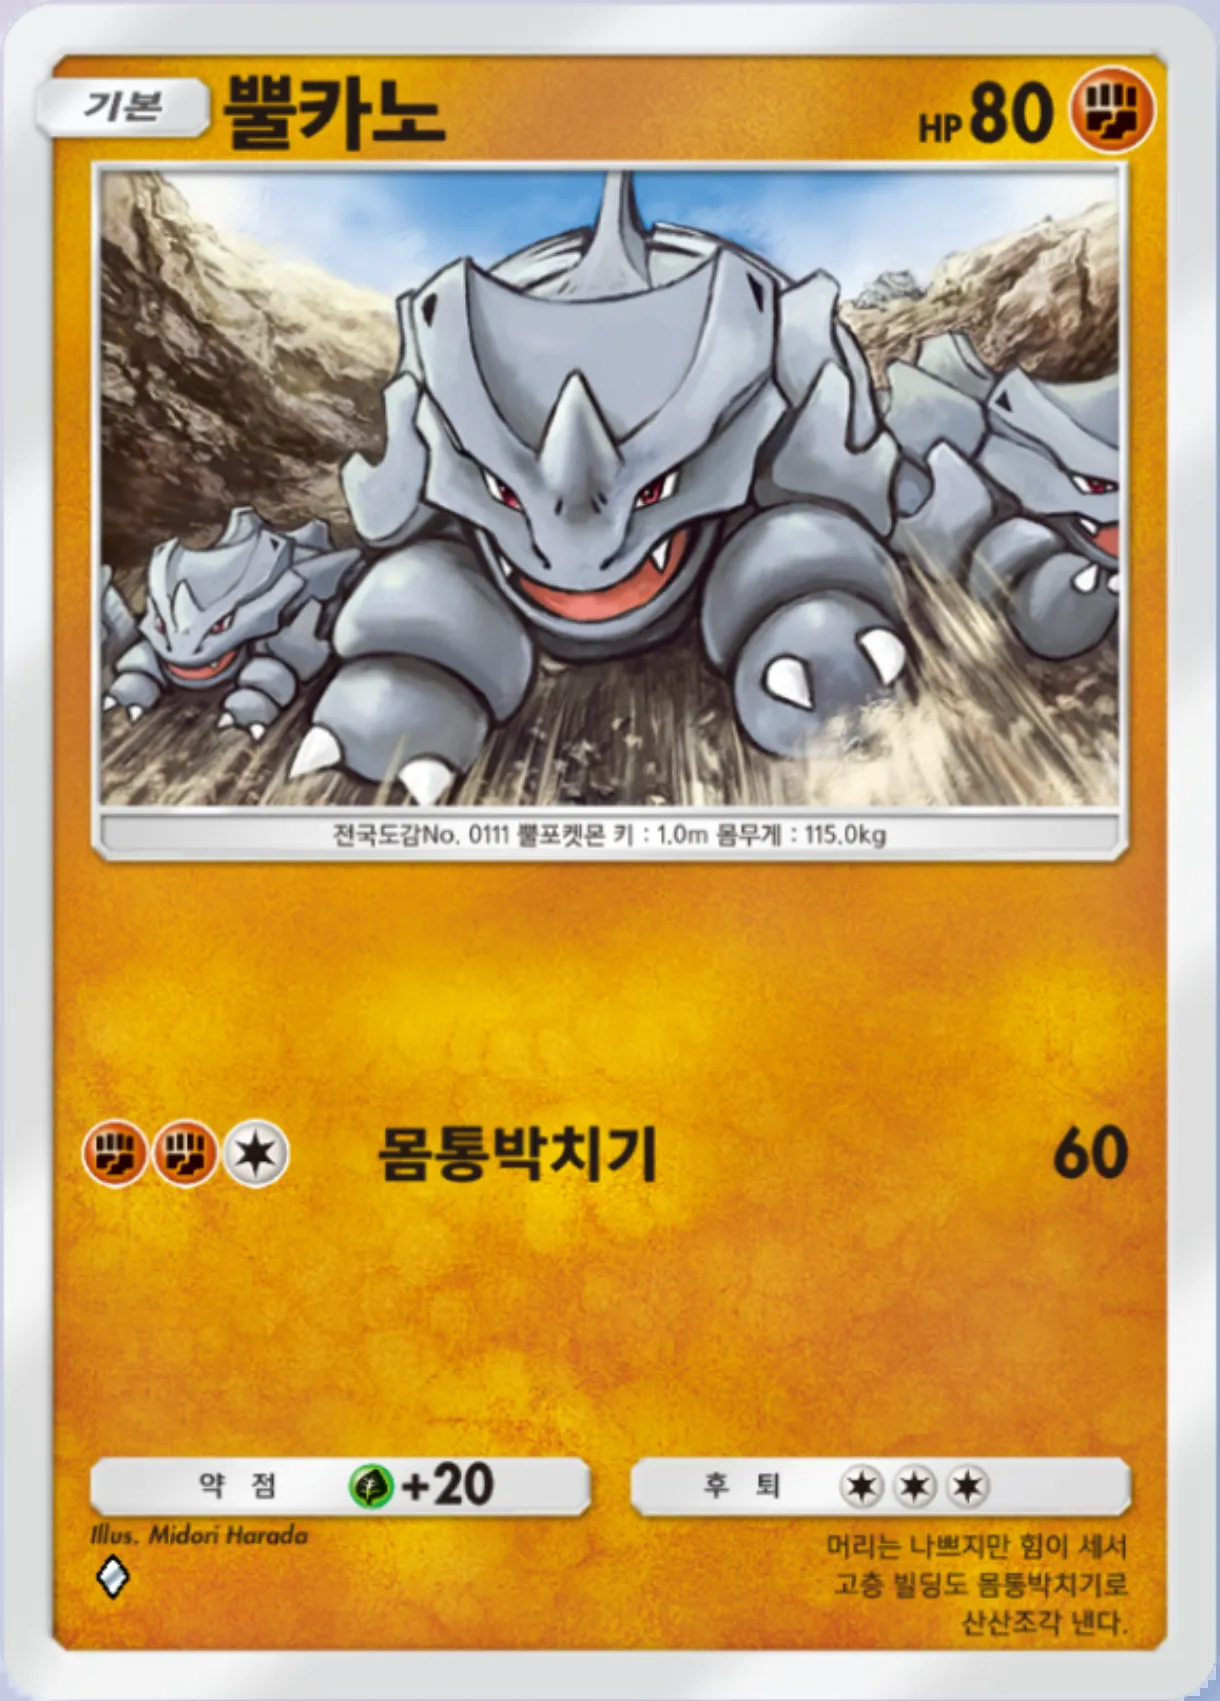 기본 뿔카노 HP 80
전국도감No. 0111 뿔포켓몬 키 : 1.0m 몸무게 : 115.0kg
몸통박치기 60
약 점 +20 후 퇴
Illus. Midori Harada
머리는 나쁘지만 힘이 세서
고층 빌딩도 몸통박치기로
산산조각 낸다.